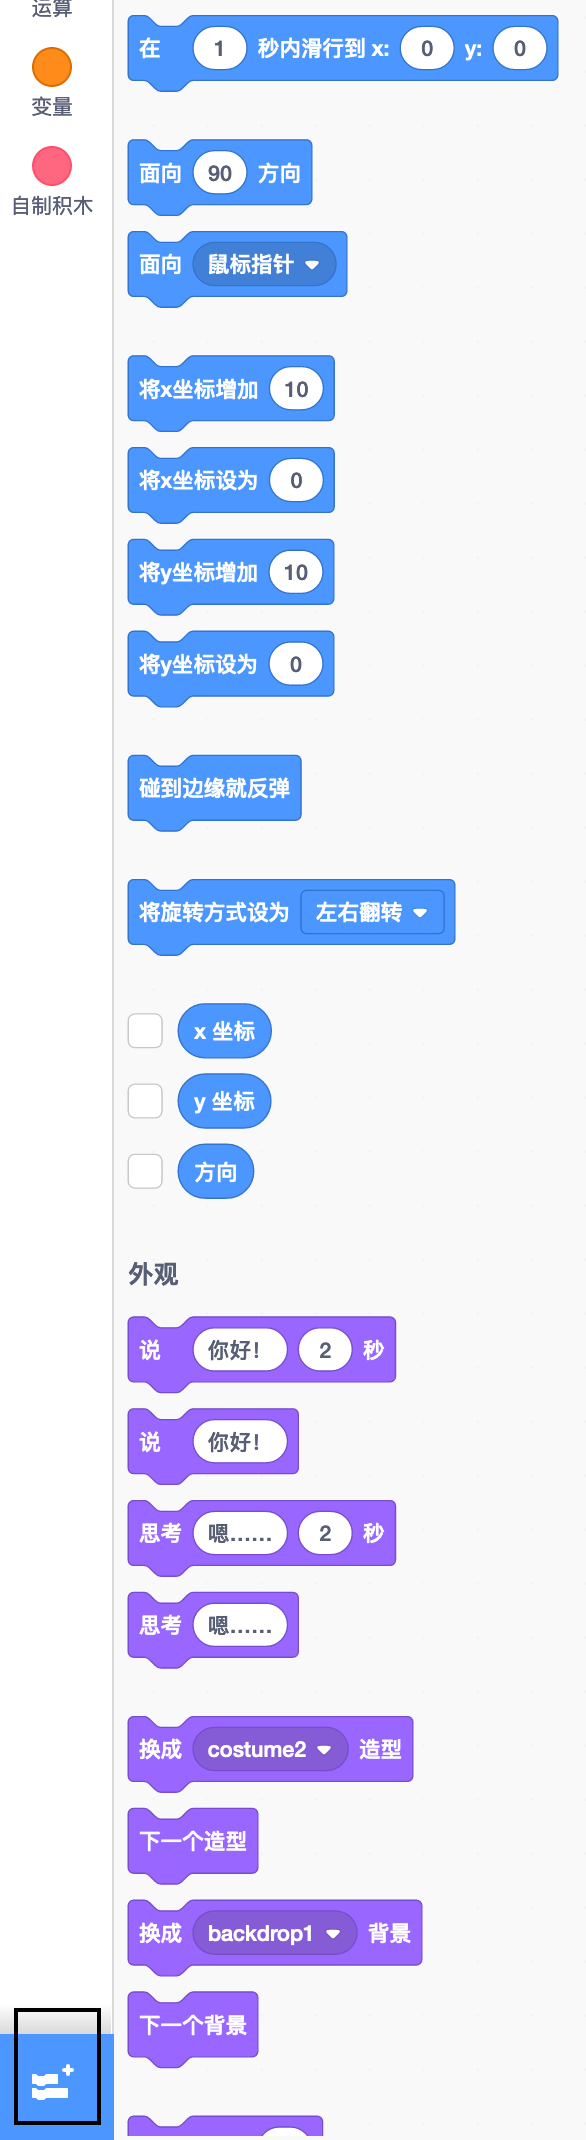 运算
变量
自制积木
在 1 秒内滑行到 x: 0 y: 0
面向 90 方向
面向 鼠标指针
将x坐标增加 10
将x坐标设为 0
将y坐标增加 10
将y坐标设为 0
碰到边缘就反弹
将旋转方式设为 左右翻转
x 坐标
y 坐标
方向
外观
说 你好！ 2 秒
说 你好！
思考 嗯…… 2 秒
思考 嗯……
换成 costume2 造型
下一个造型
换成 backdrop1 背景
下一个背景